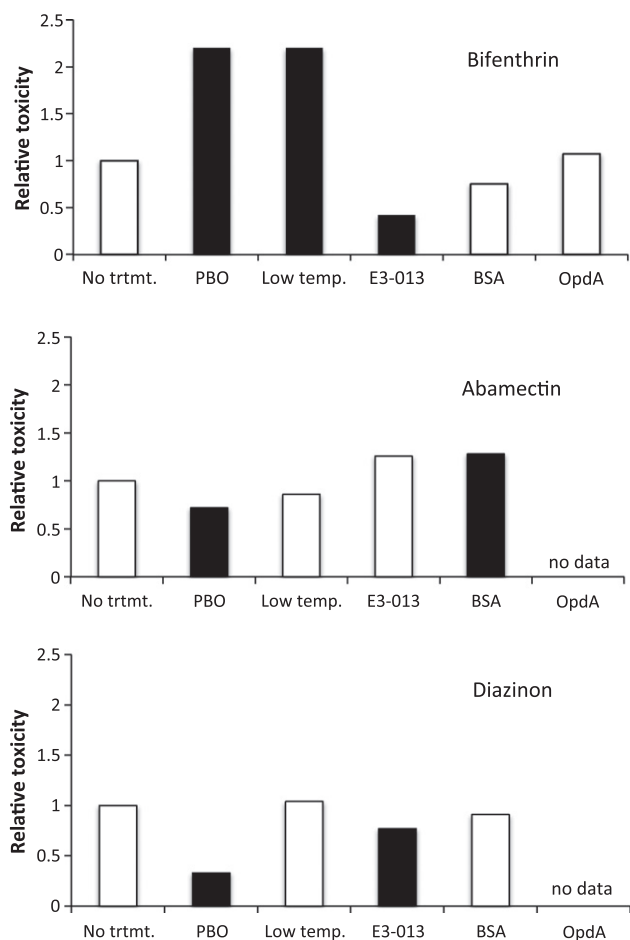 Bifenthrin
Relative toxicity
2.5
2
1.5
1
0.5
0
No trtmt. PBO Low temp. E3-013 BSA OpdA
Abamectin
Relative toxicity
2.5
2
1.5
1
0.5
0
no data
No trtmt. PBO Low temp. E3-013 BSA OpdA
Diazinon
Relative toxicity
2.5
2
1.5
1
0.5
0
no data
No trtmt. PBO Low temp. E3-013 BSA OpdA